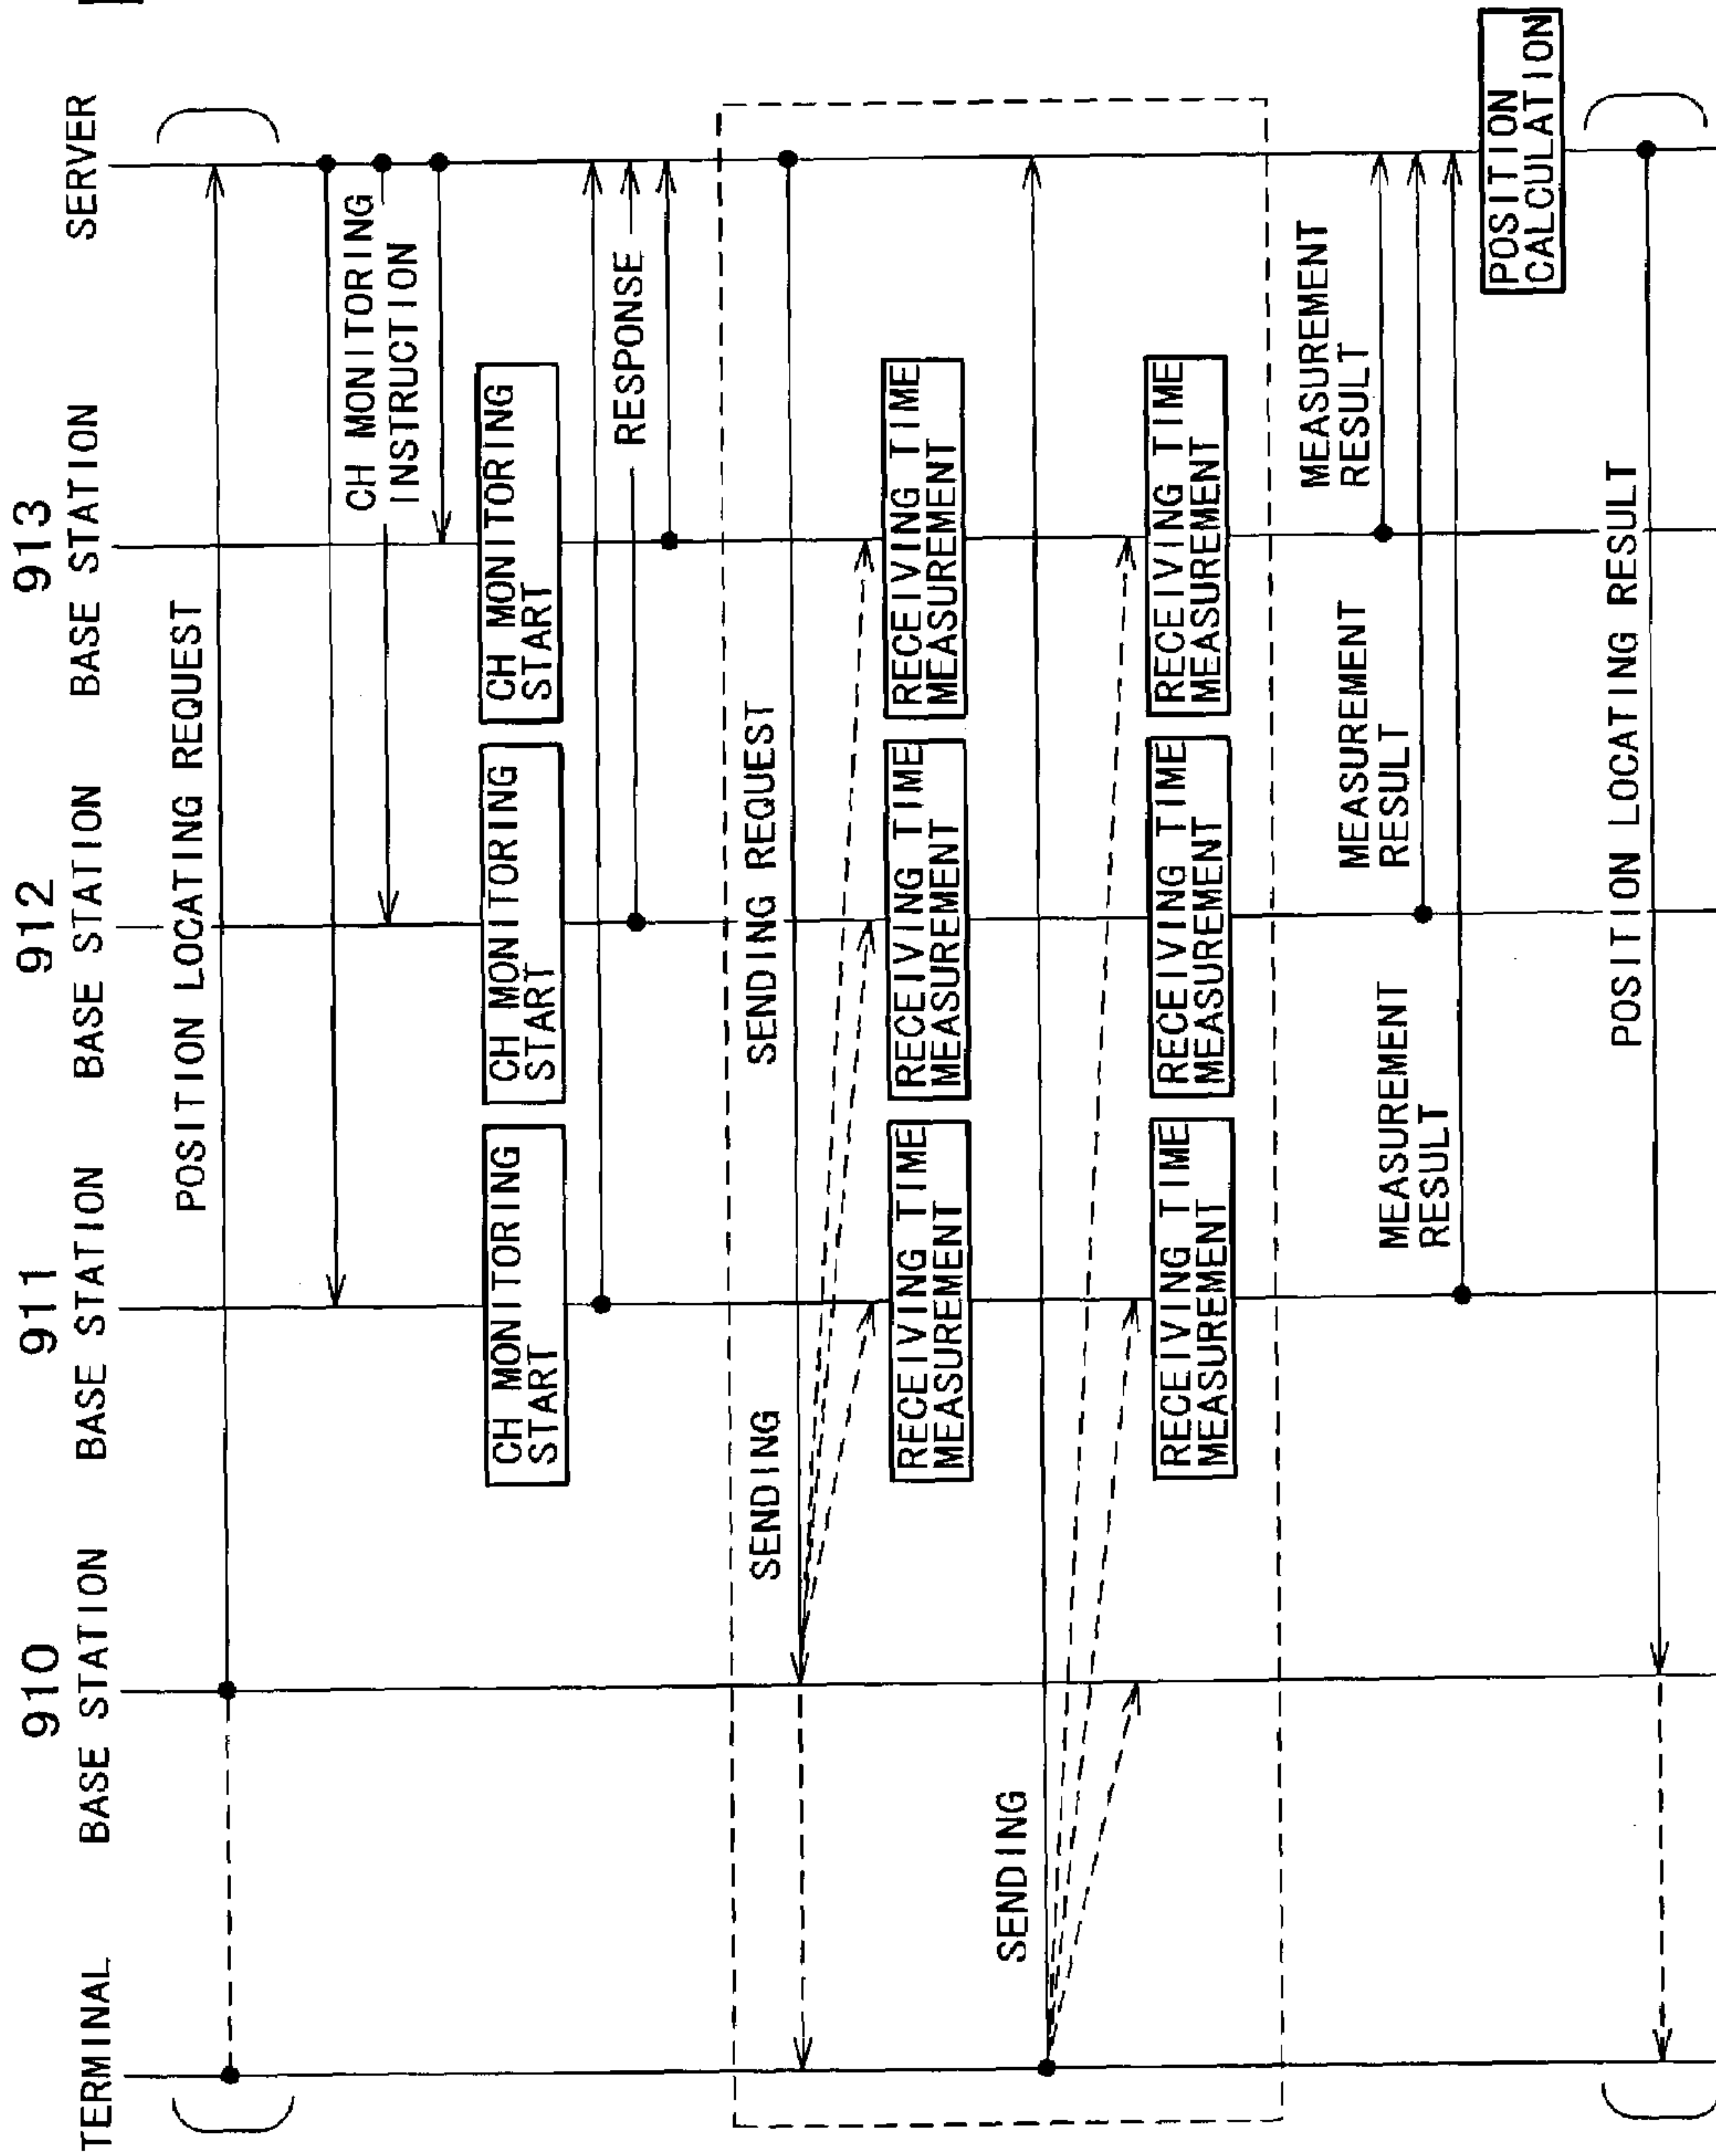 910
911
912
913
TERMINAL
BASE STATION
BASE STATION
BASE STATION
BASE STATION
SERVER
POSITION LOCATING REQUEST
CH MONITORING
INSTRUCTION
CH MONITORING
START
CH MONITORING
START
CH MONITORING
START
RESPONSE
SENDING
SENDING REQUEST
RECEIVING TIME
MEASUREMENT
RECEIVING TIME
MEASUREMENT
RECEIVING TIME
MEASUREMENT
SENDING
RECEIVING TIME
MEASUREMENT
RECEIVING TIME
MEASUREMENT
RECEIVING TIME
MEASUREMENT
MEASUREMENT
RESULT
MEASUREMENT
RESULT
MEASUREMENT
RESULT
POSITION
CALCULATION
POSITION LOCATING RESULT